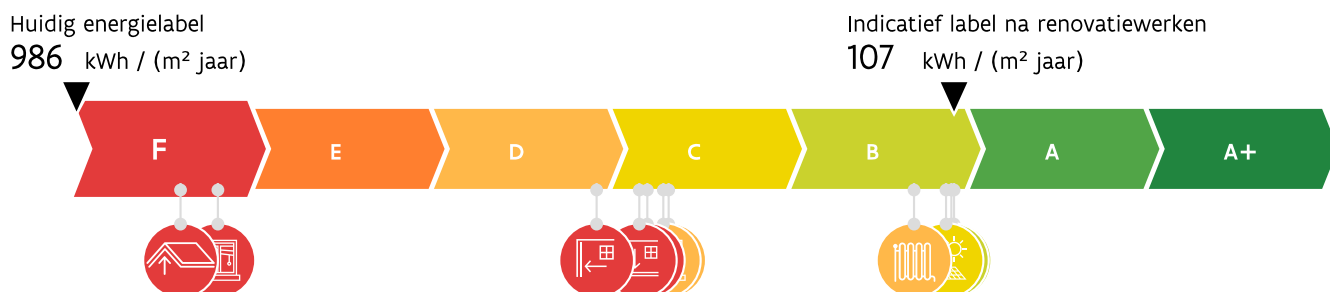 Huidig energielabel
986 kWh / (m² jaar)
Indicatief label na renovatiewerken
107 kWh / (m² jaar)
F E D C B A A+